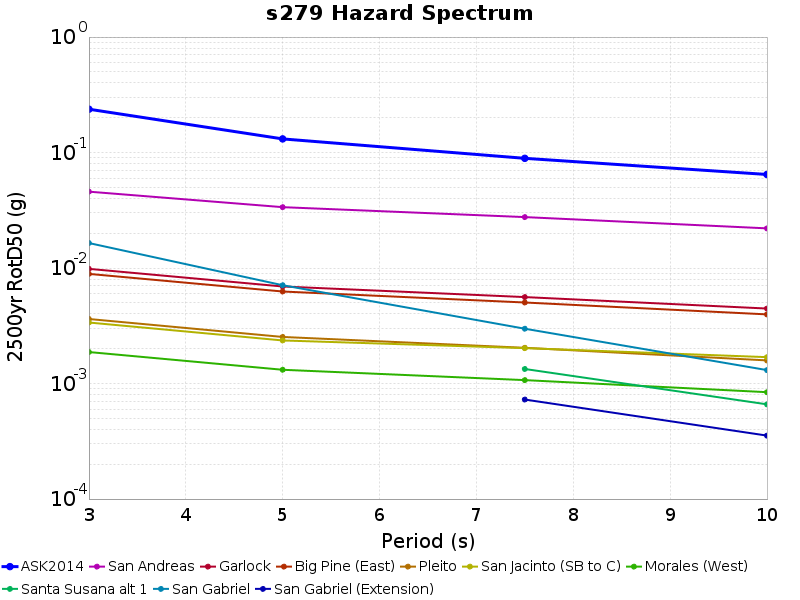 s279 Hazard Spectrum
2500yr RotD50 (g)
10^0
10^-1
10^-2
10^-3
10^-4
3 4 5 6 7 8 9 10
Period (s)
ASK2014 San Andreas Garlock Big Pine (East) Pleito San Jacinto (SB to C) Morales (West)
Santa Susana alt 1 San Gabriel San Gabriel (Extension)